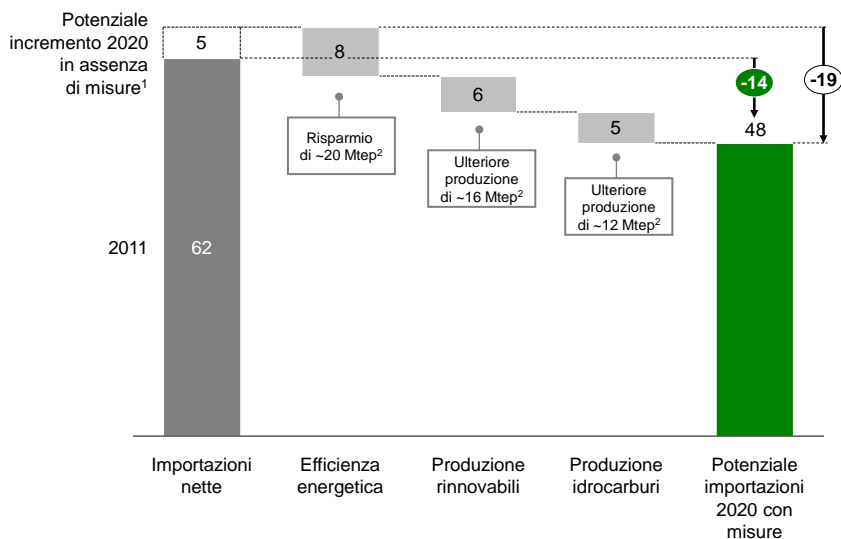 Potenziale
incremento 2020
in assenza
di misure¹
5
8
6
5
-14
-19
48
Risparmio
di ~20 Mtep²
Ulteriore
produzione
di ~16 Mtep²
Ulteriore
produzione
di ~12 Mtep²
2011
62
Importazioni
nette
Efficienza
energetica
Produzione
rinnovabili
Produzione
idrocarburi
Potenziale
importazioni
2020 con
misure